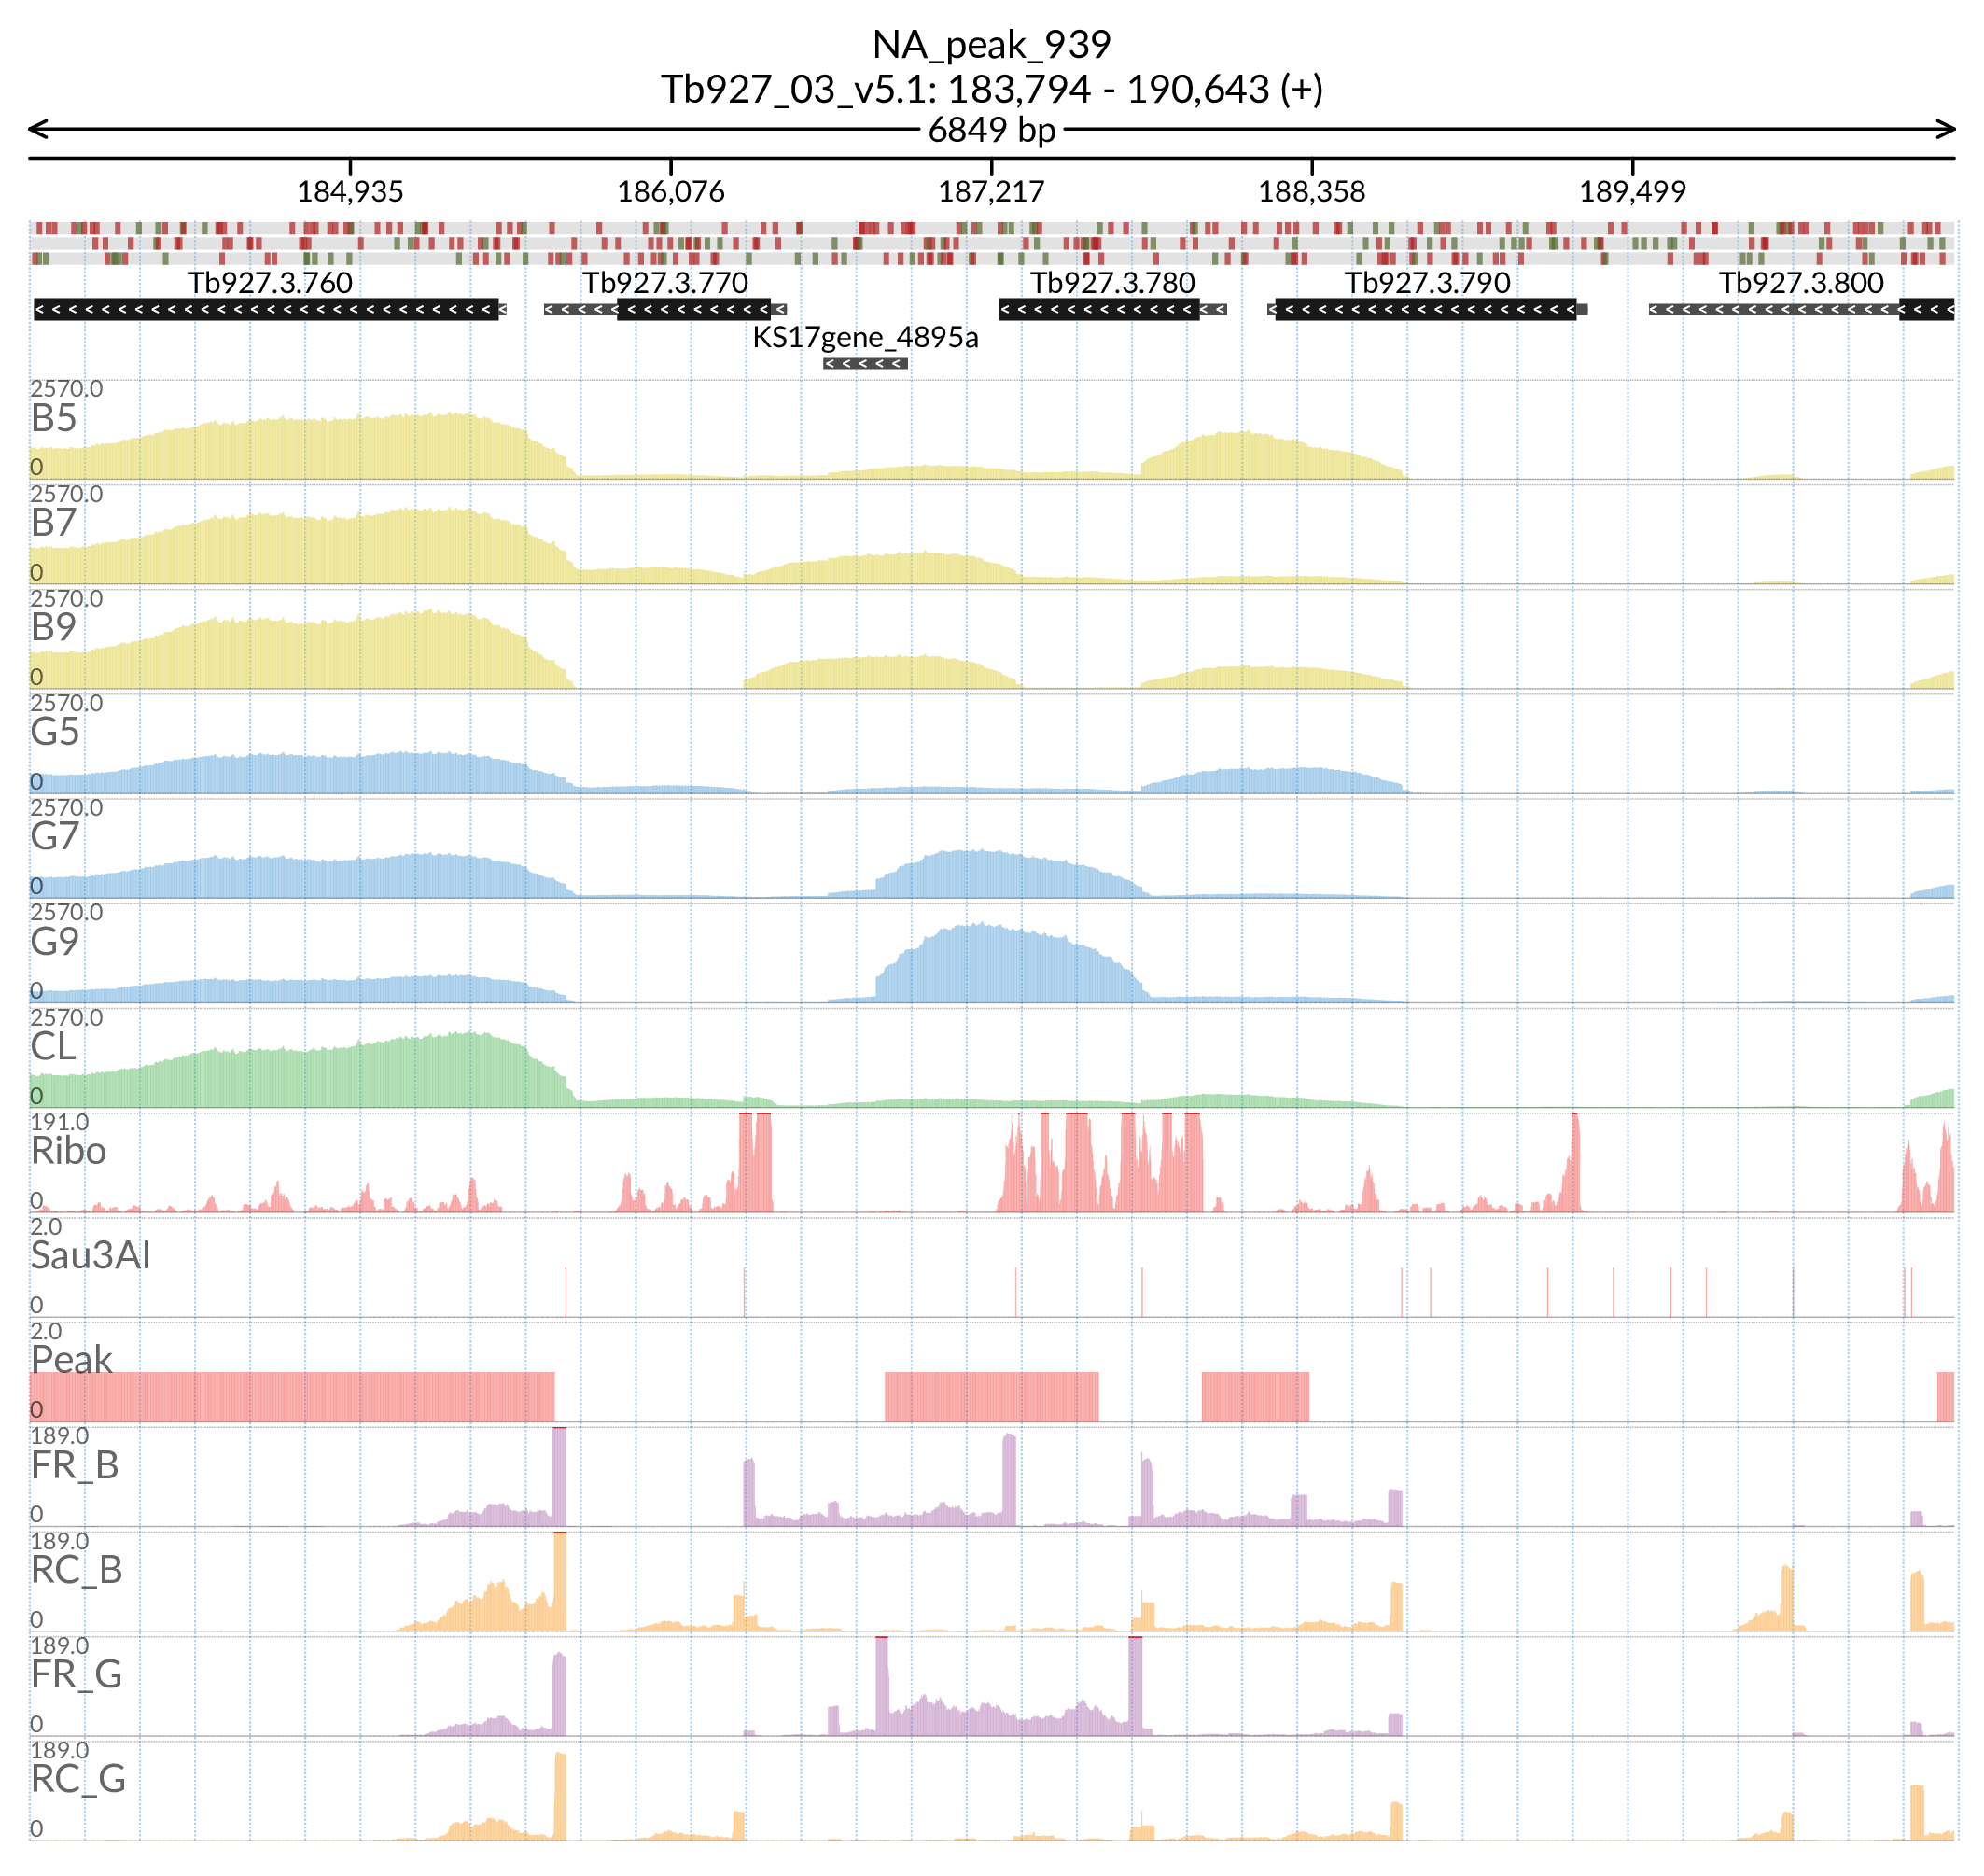 NA_peak_939
Tb927_03_v5.1: 183,794 - 190,643 (+)
6849 bp
184,935 186,076 187,217 188,358 189,499
Tb927.3.760 Tb927.3.770 Tb927.3.780 Tb927.3.790 Tb927.3.800
KS17gene_4895a
2570.0
B5
0
2570.0
B7
0
2570.0
B9
0
2570.0
G5
0
2570.0
G7
0
2570.0
G9
0
2570.0
CL
0
191.0
Ribo
0
2.0
Sau3AI
0
2.0
Peak
0
189.0
FR_B
0
189.0
RC_B
0
189.0
FR_G
0
189.0
RC_G
0